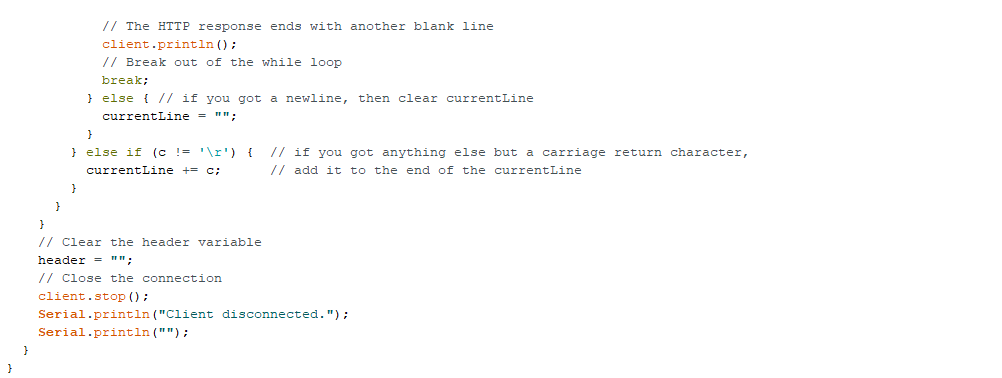 // The HTTP response ends with another blank line
            client.println();
            // Break out of the while loop
            break;
          } else { // if you got a newline, then clear currentLine
            currentLine = "";
          }
        } else if (c != '\r') {  // if you got anything else but a carriage return character,
          currentLine += c;      // add it to the end of the currentLine
        }
      }
    }
    // Clear the header variable
    header = "";
    // Close the connection
    client.stop();
    Serial.println("Client disconnected.");
    Serial.println("");
  }
}